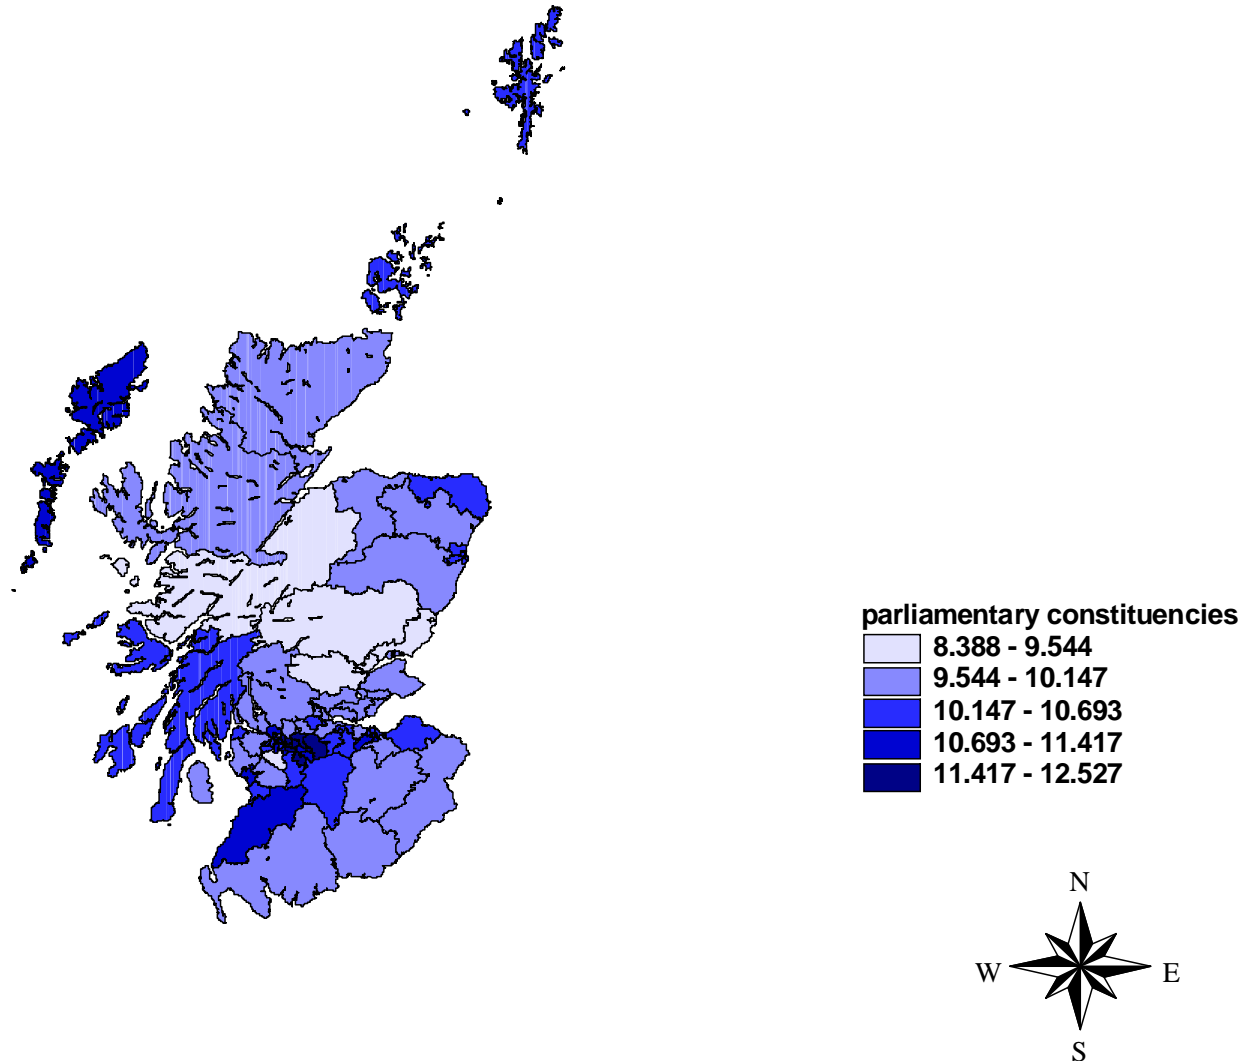 parliamentary constituencies
8.388 - 9.544
9.544 - 10.147
10.147 - 10.693
10.693 - 11.417
11.417 - 12.527
N
W E
S